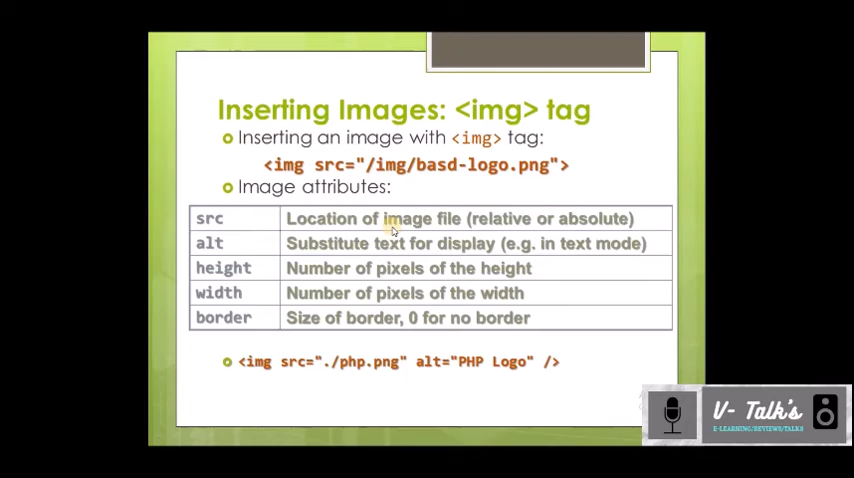 Inserting Images: <img> tag
Inserting an image with <img> tag:
<img src="/img/basd-logo.png">
Image attributes:
src Location of image file (relative or absolute)
alt Substitute text for display (e.g. in text mode)
height Number of pixels of the height
width Number of pixels of the width
border Size of border, 0 for no border
<img src="./php.png" alt="PHP Logo" />
V- Talk's
E-LEARNING/REVIEWS/TALKS